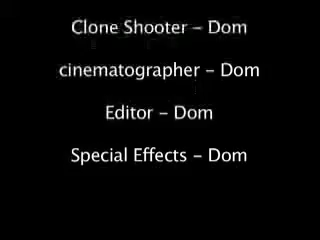 Clone Shooter - Dom
cinematographer - Dom
Editor - Dom
Special Effects - Dom